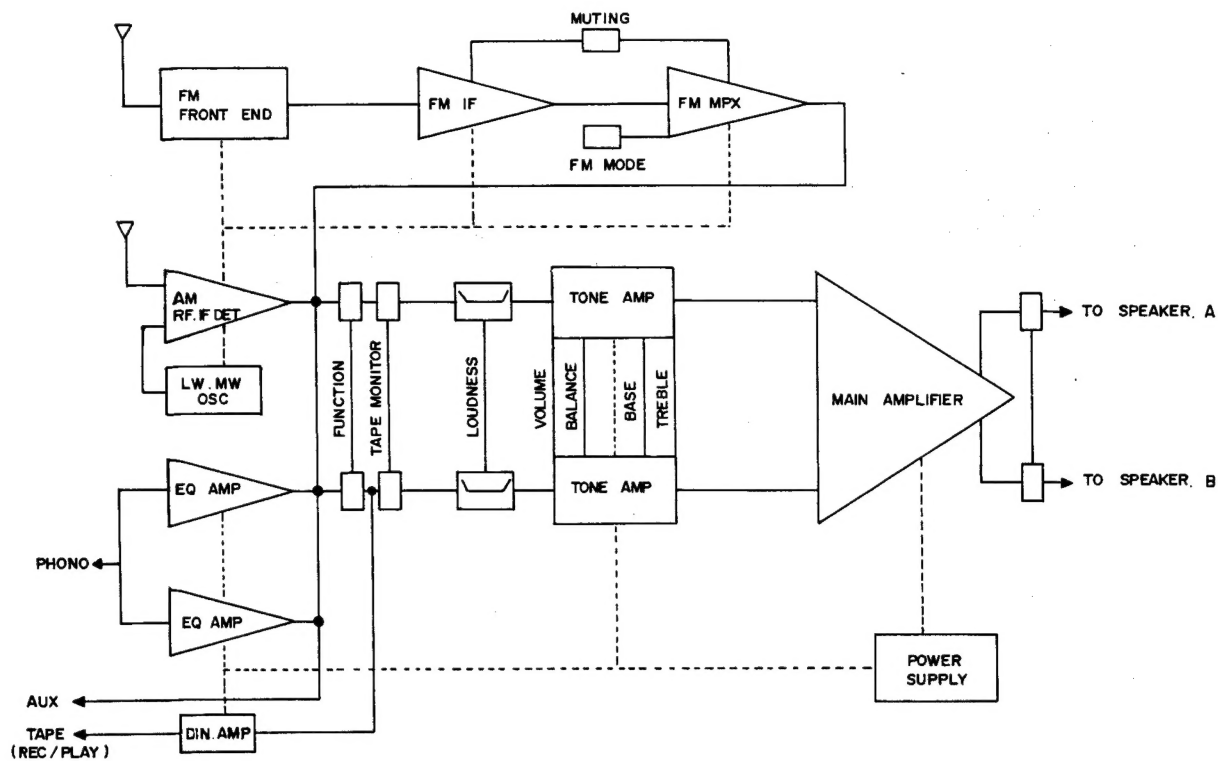 MUTING
FM
FRONT END
FM IF
FM MPX
FM MODE
AM
RF. IF DET
LW. MW
OSC
FUNCTION
TAPE MONITOR
LOUDNESS
TONE AMP
VOLUME
BALANCE
BASE
TREBLE
TONE AMP
MAIN AMPLIFIER
TO SPEAKER. A
TO SPEAKER. B
EQ AMP
PHONO
EQ AMP
POWER
SUPPLY
AUX
TAPE
(REC/PLAY)
DIN. AMP